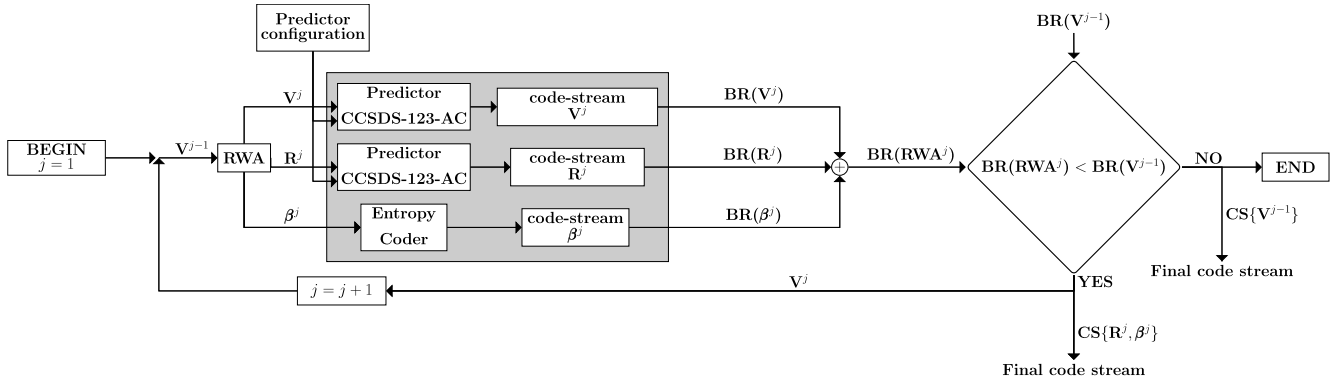 Predictor
configuration
BR(V^{j−1})
V^j
Predictor
CCSDS-123-AC
code-stream
V^j
BR(V^j)
BEGIN
j = 1
V^{j−1}
RWA
R^j
Predictor
CCSDS-123-AC
code-stream
R^j
BR(R^j)
+
BR(RWA^j)
BR(RWA^j) < BR(V^{j−1})
NO
END
β^j
Entropy
Coder
code-stream
β^j
BR(β^j)
CS{V^{j−1}}
Final code stream
j = j + 1
V^j
YES
CS{R^j, β^j}
Final code stream